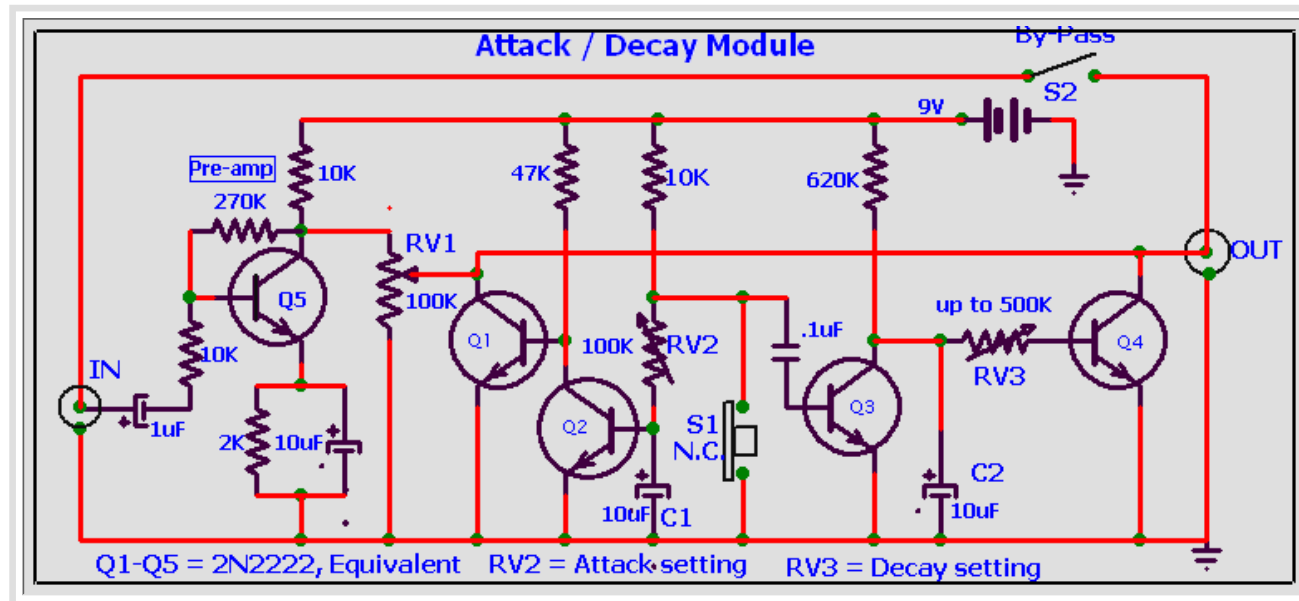 Attack / Decay Module
By-Pass
S2
9V
Pre-amp
10K
270K
47K
10K
620K
RV1
100K
OUT
Q5
up to 500K
.1uF
Q1
100K
RV2
RV3
Q4
10K
IN
1uF
Q3
Q2
S1
N.C.
2K
10uF
C2
10uF
C1
10uF
Q1-Q5 = 2N2222, Equivalent
RV2 = Attack setting
RV3 = Decay setting